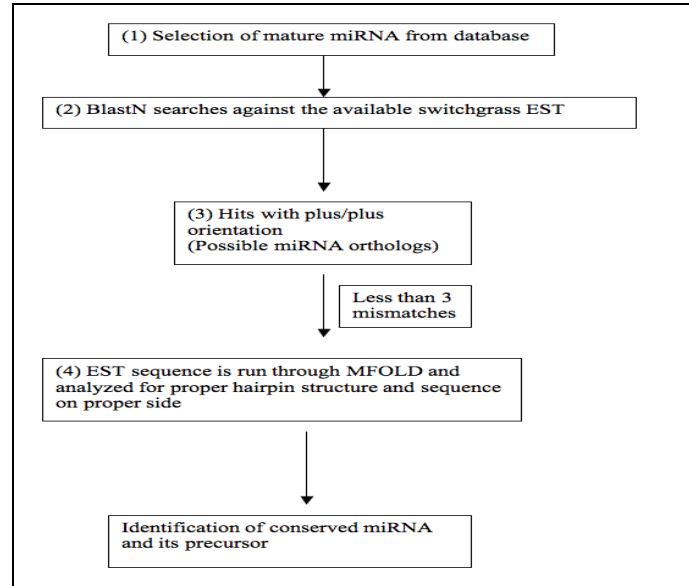 (1) Selection of mature miRNA from database
(2) BlastN searches against the available switchgrass EST
(3) Hits with plus/plus
orientation
(Possible miRNA orthologs)
Less than 3
mismatches
(4) EST sequence is run through MFOLD and
analyzed for proper hairpin structure and sequence
on proper side
Identification of conserved miRNA
and its precursor